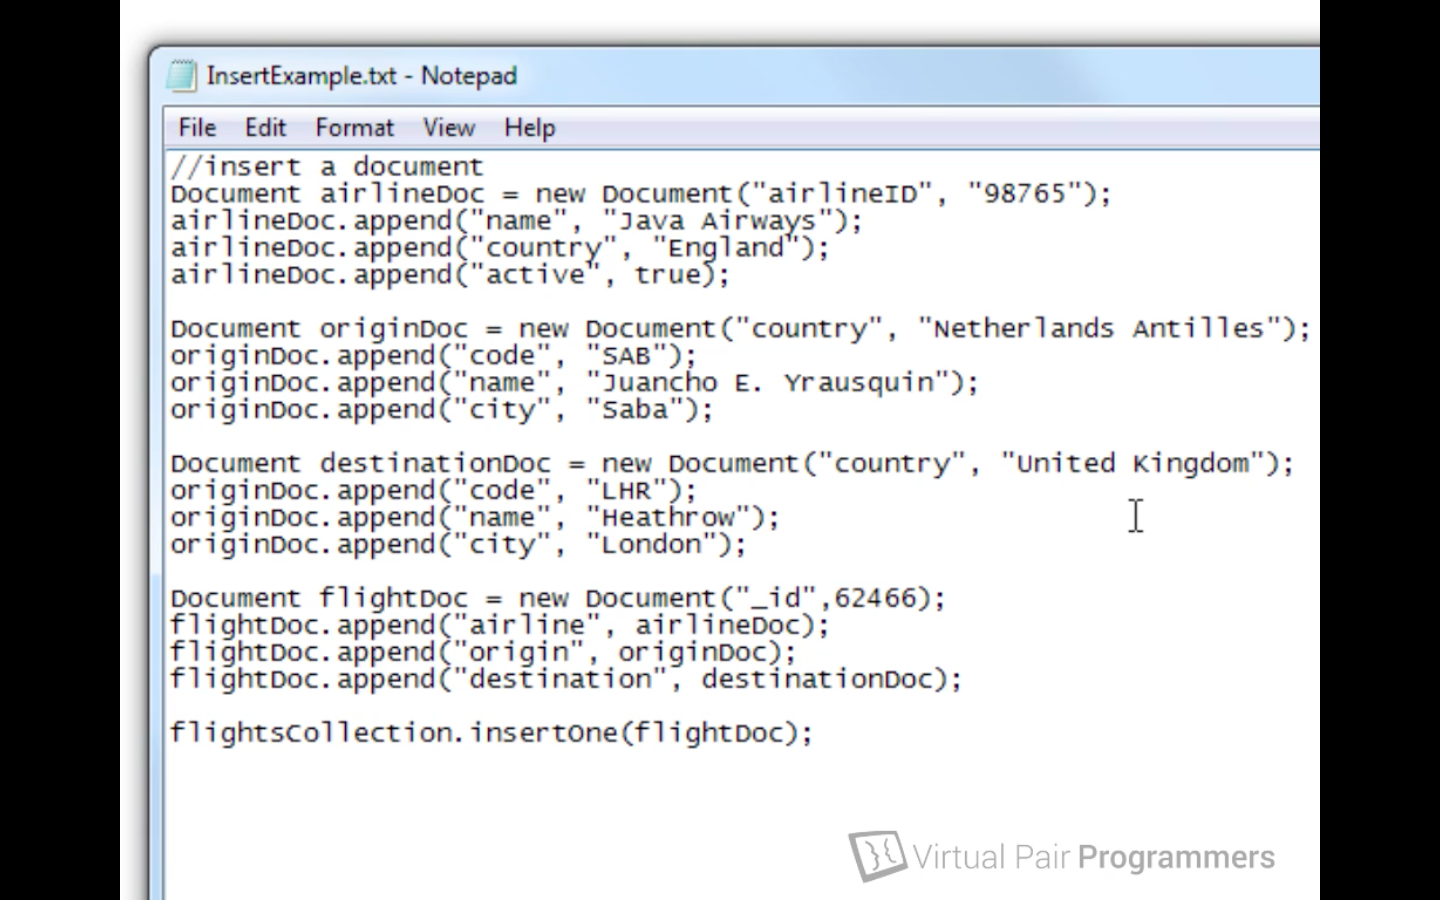 InsertExample.txt - Notepad
File Edit Format View Help
//insert a document
Document airlineDoc = new Document("airlineID", "98765");
airlineDoc.append("name", "Java Airways");
airlineDoc.append("country", "England");
airlineDoc.append("active", true);
Document originDoc = new Document("country", "Netherlands Antilles");
originDoc.append("code", "SAB");
originDoc.append("name", "Juancho E. Yrausquin");
originDoc.append("city", "Saba");
Document destinationDoc = new Document("country", "United Kingdom");
originDoc.append("code", "LHR");
originDoc.append("name", "Heathrow");
originDoc.append("city", "London");
Document flightDoc = new Document("_id",62466);
flightDoc.append("airline", airlineDoc);
flightDoc.append("origin", originDoc);
flightDoc.append("destination", destinationDoc);
flightsCollection.insertOne(flightDoc);
Virtual Pair Programmers